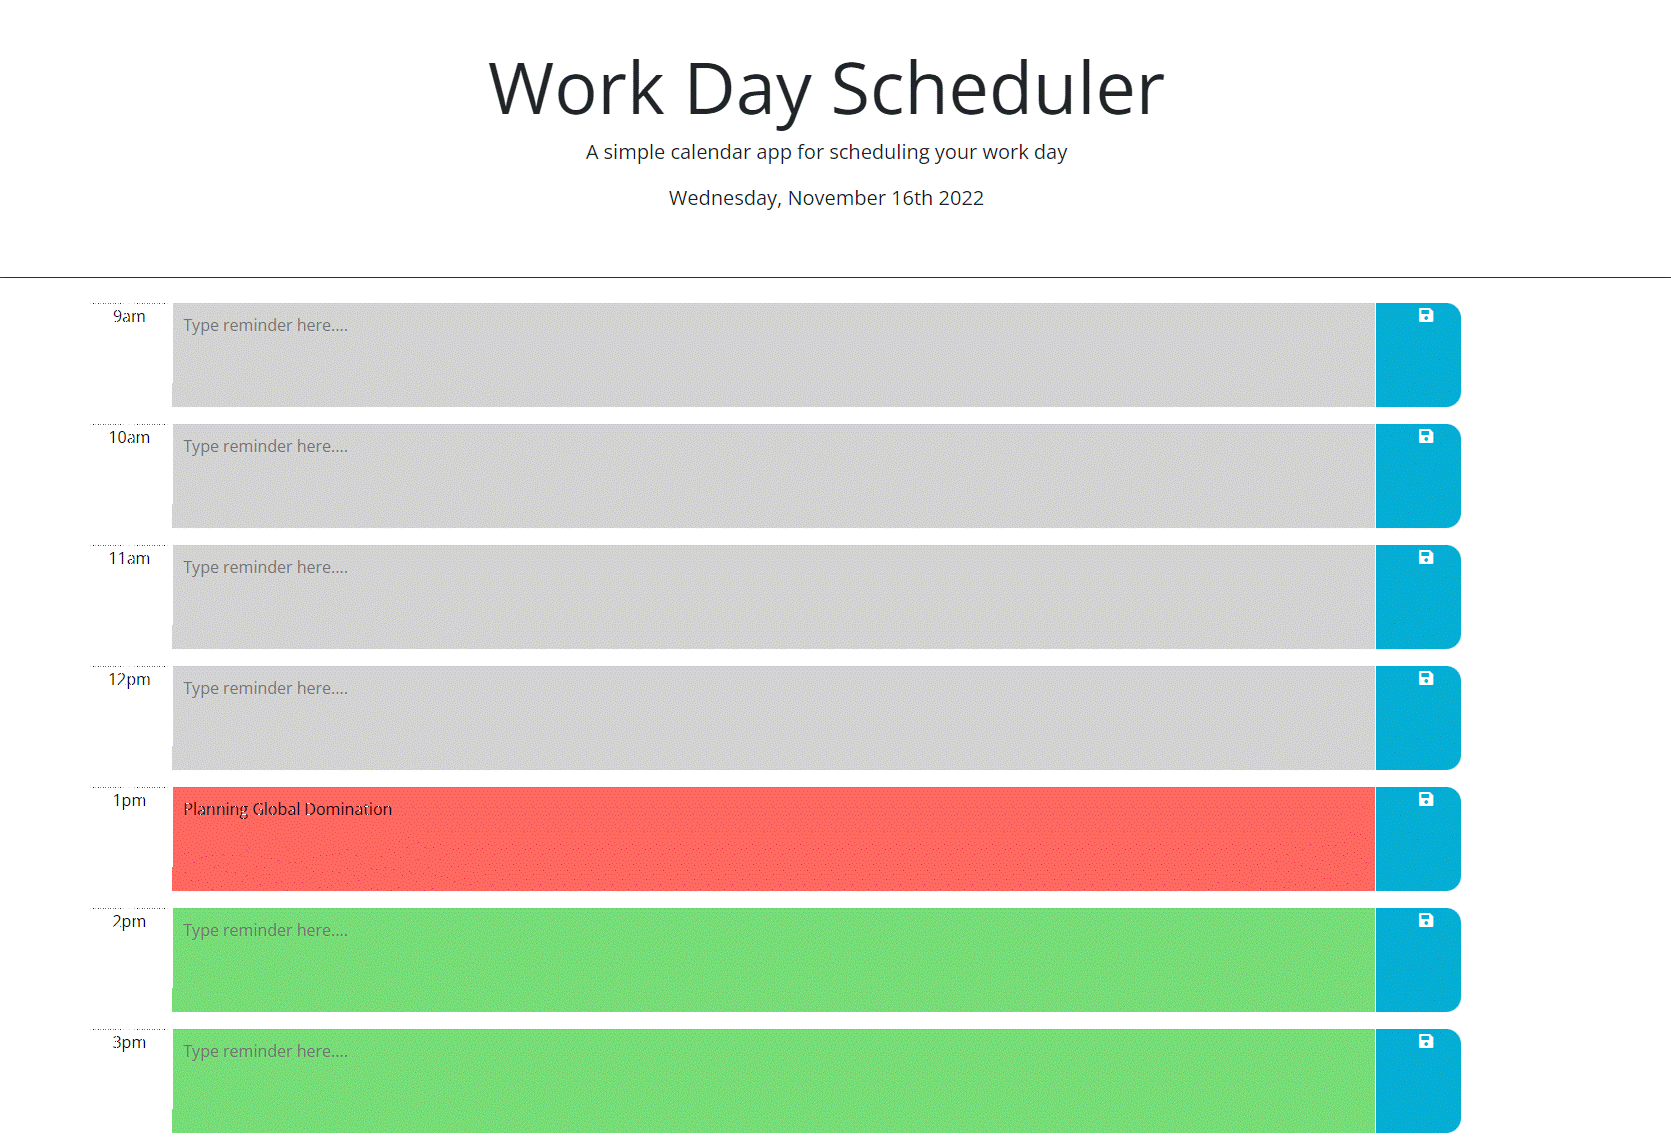 Work Day Scheduler
A simple calendar app for scheduling your work day
Wednesday, November 16th 2022
9am
Type reminder here....
10am
Type reminder here....
11am
Type reminder here....
12pm
Type reminder here....
1pm
Planning Global Domination
2pm
Type reminder here....
3pm
Type reminder here....